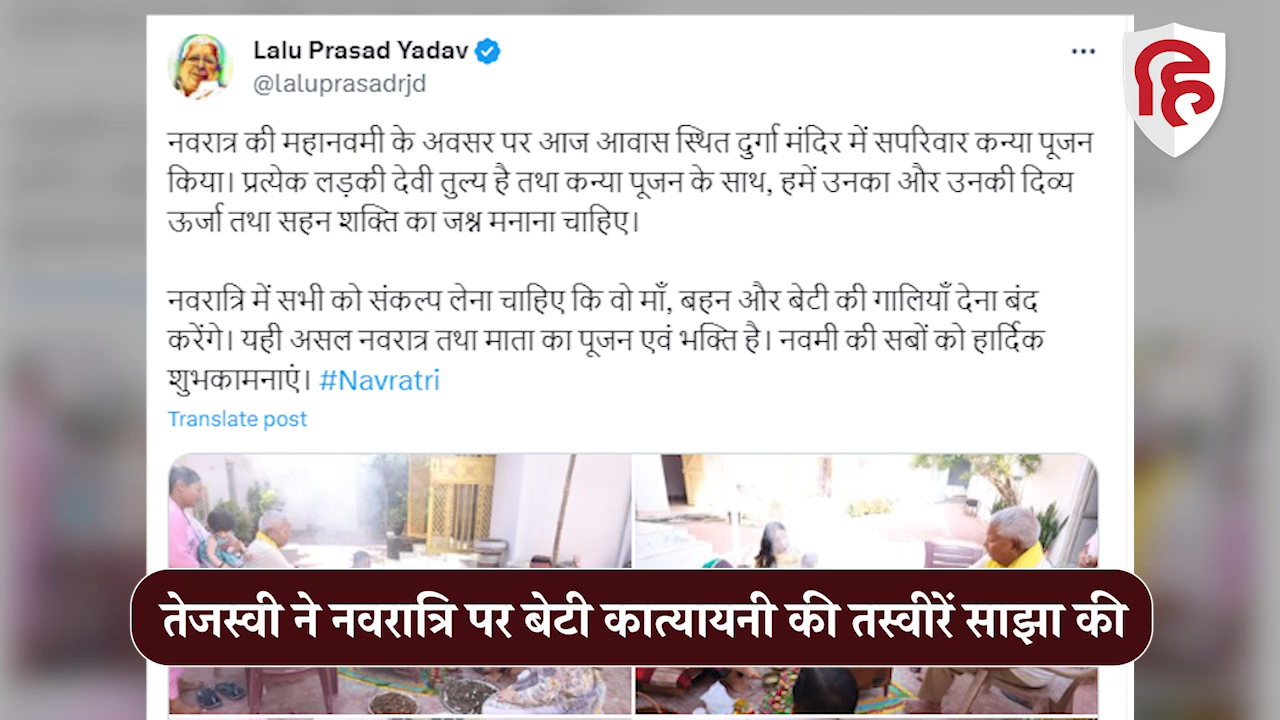 Lalu Prasad Yadav
@laluprasadrjd
नवरात्र की महानवमी के अवसर पर आज आवास स्थित दुर्गा मंदिर में सपरिवार कन्या पूजन
किया। प्रत्येक लड़की देवी तुल्य है तथा कन्या पूजन के साथ, हमें उनका और उनकी दिव्य
ऊर्जा तथा सहन शक्ति का जश्न मनाना चाहिए।
नवरात्रि में सभी को संकल्प लेना चाहिए कि वो माँ, बहन और बेटी की गालियाँ देना बंद
करेंगे। यही असल नवरात्र तथा माता का पूजन एवं भक्ति है। नवमी की सबों को हार्दिक
शुभकामनाएं। #Navratri
Translate post
तेजस्वी ने नवरात्रि पर बेटी कात्यायनी की तस्वीरें साझा की
हि